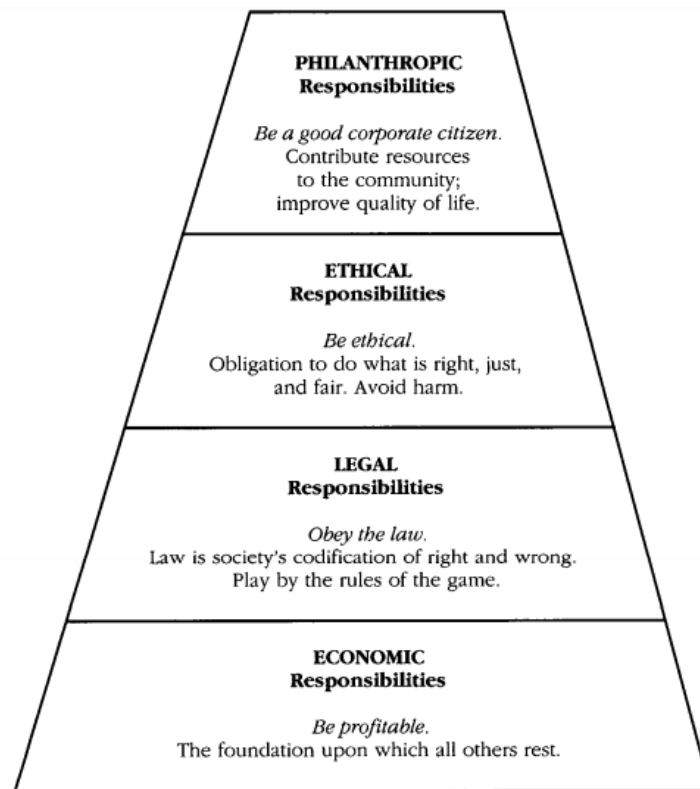 PHILANTHROPIC
Responsibilities
Be a good corporate citizen.
Contribute resources
to the community;
improve quality of life.
ETHICAL
Responsibilities
Be ethical.
Obligation to do what is right, just,
and fair. Avoid harm.
LEGAL
Responsibilities
Obey the law.
Law is society's codification of right and wrong.
Play by the rules of the game.
ECONOMIC
Responsibilities
Be profitable.
The foundation upon which all others rest.